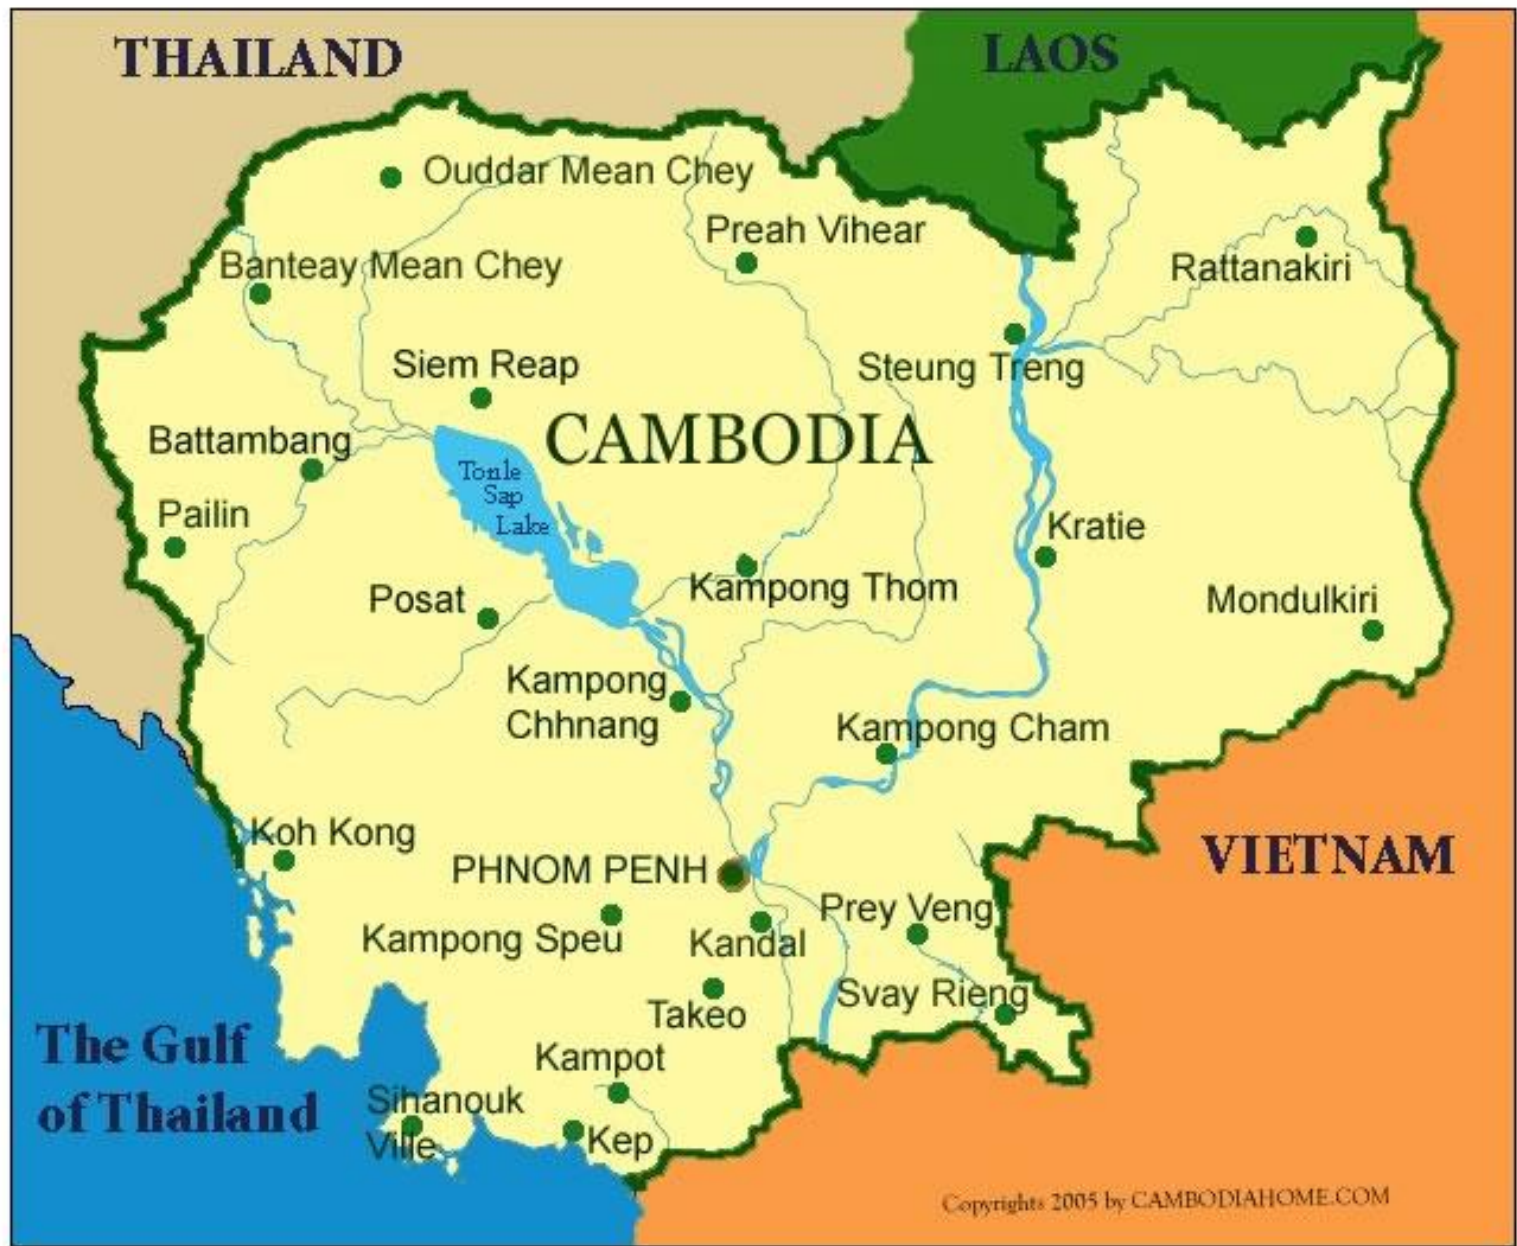 THAILAND
LAOS
Ouddar Mean Chey
Preah Vihear
Banteay Mean Chey
Rattanakiri
Siem Reap
Steung Treng
CAMBODIA
Battambang
Tonle
Sap
Lake
Pailin
Kratie
Kampong Thom
Posat
Mondulkiri
Kampong
Chhnang
Kampong Cham
Koh Kong
VIETNAM
PHNOM PENH
Prey Veng
Kampong Speu
Kandal
Svay Rieng
Takeo
The Gulf
of Thailand
Kampot
Sihanouk
Ville
Kep
Copyrights 2005 by CAMBODIAHOME.COM